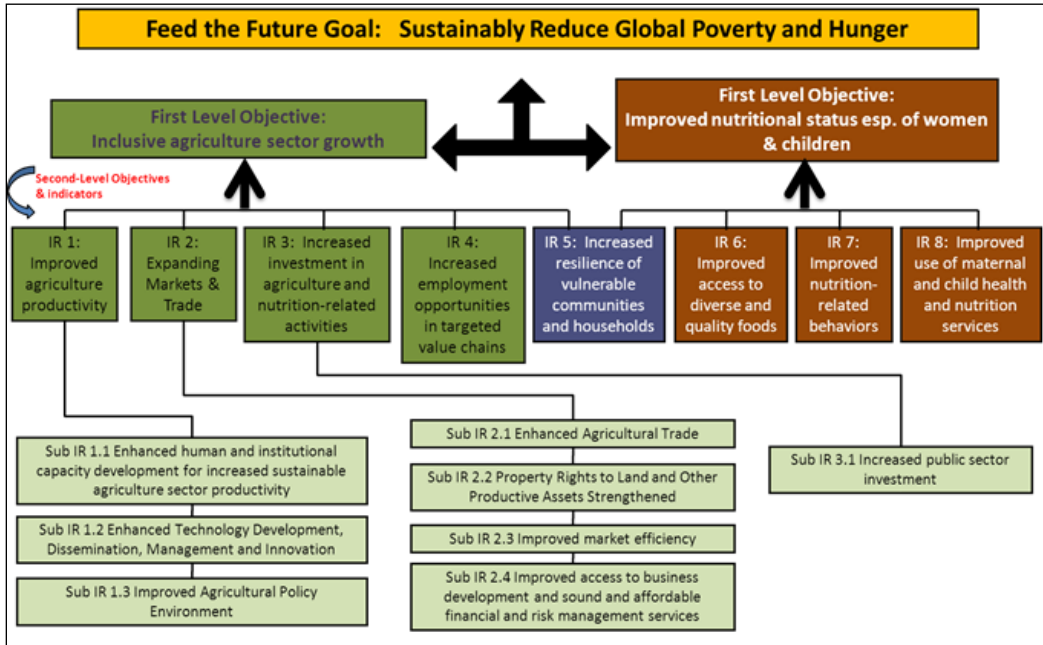 Feed the Future Goal:   Sustainably Reduce Global Poverty and Hunger
First Level Objective:
Inclusive agriculture sector growth
First Level Objective:
Improved nutritional status esp. of women
& children
Second-Level Objectives
& indicators
IR 1:
Improved
agriculture
productivity
IR 2:
Expanding
Markets &
Trade
IR 3: Increased
investment in
agriculture and
nutrition-related
activities
IR 4:
Increased
employment
opportunities
in targeted
value chains
IR 5: Increased
resilience of
vulnerable
communities
and households
IR 6:
Improved
access to
diverse and
quality foods
IR 7:
Improved
nutrition-
related
behaviors
IR 8: Improved
use of maternal
and child health
and nutrition
services
Sub IR 1.1 Enhanced human and institutional
capacity development for increased sustainable
agriculture sector productivity
Sub IR 1.2 Enhanced Technology Development,
Dissemination, Management and Innovation
Sub IR 1.3 Improved Agricultural Policy
Environment
Sub IR 2.1 Enhanced Agricultural Trade
Sub IR 2.2 Property Rights to Land and Other
Productive Assets Strengthened
Sub IR 2.3 Improved market efficiency
Sub IR 2.4 Improved access to business
development and sound and affordable
financial and risk management services
Sub IR 3.1 Increased public sector
investment